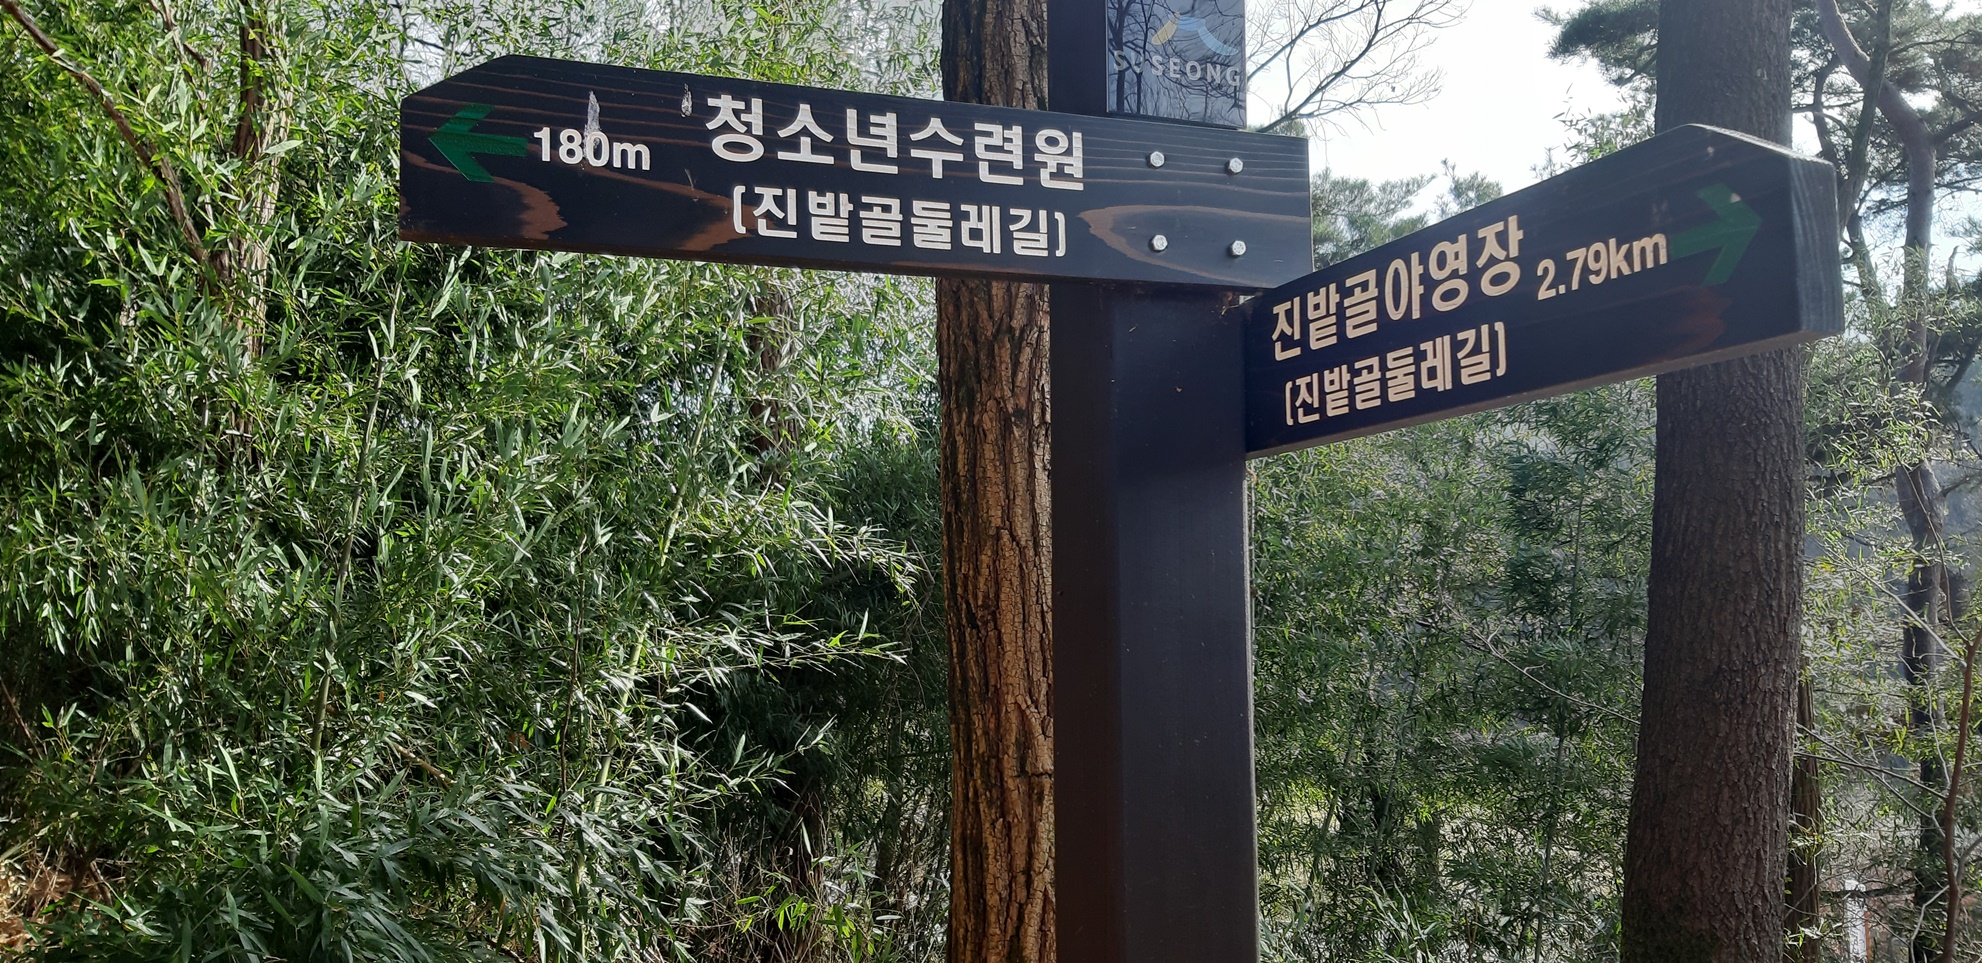 SUSEONG
180m 청소년수련원
(진밭골둘레길)
진밭골야영장 2.79km
(진밭골둘레길)